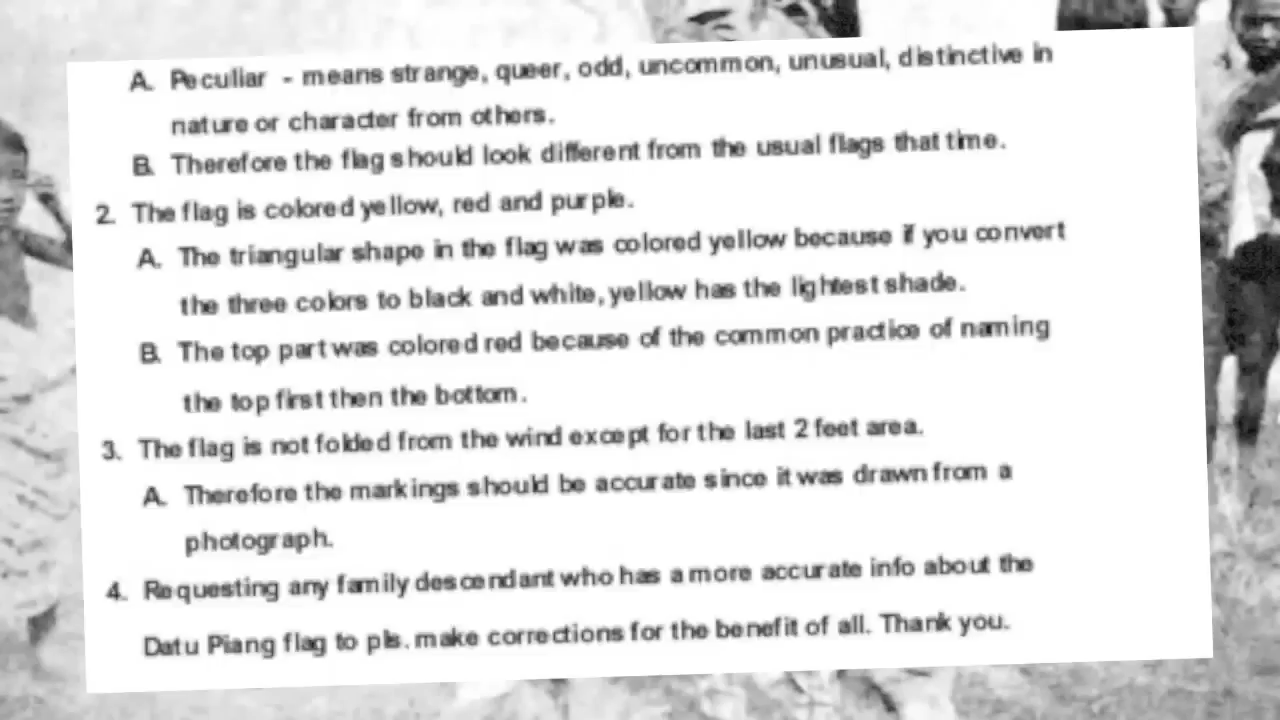 A. Peculiar - means strange, queer, odd, uncommon, unusual, distinctive in
nature or character from others.
B. Therefore the flag should look different from the usual flags that time.
2. The flag is colored yellow, red and purple.
A. The triangular shape in the flag was colored yellow because if you convert
the three colors to black and white, yellow has the lightest shade.
B. The top part was colored red because of the common practice of naming
the top first then the bottom.
3. The flag is not folded from the wind except for the last 2 feet area.
A. Therefore the markings should be accurate since it was drawn from a
photograph.
4. Requesting any family descendant who has a more accurate info about the
Datu Piang flag to pls. make corrections for the benefit of all. Thank you.